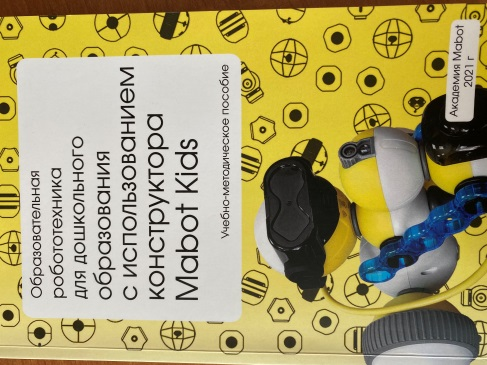 Образовательная
робототехника
для дошкольного
образования
с использованием
конструктора
Mabot Kids
Учебно-методическое пособие
Академия Mabot
2021 г